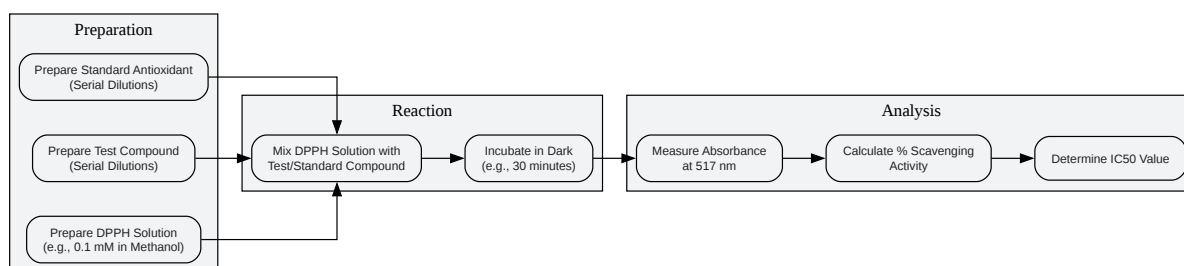 Preparation
Prepare Standard Antioxidant
(Serial Dilutions)
Prepare Test Compound
(Serial Dilutions)
Prepare DPPH Solution
(e.g., 0.1 mM in Methanol)
Reaction
Mix DPPH Solution with
Test/Standard Compound
Incubate in Dark
(e.g., 30 minutes)
Analysis
Measure Absorbance
at 517 nm
Calculate % Scavenging
Activity
Determine IC50 Value